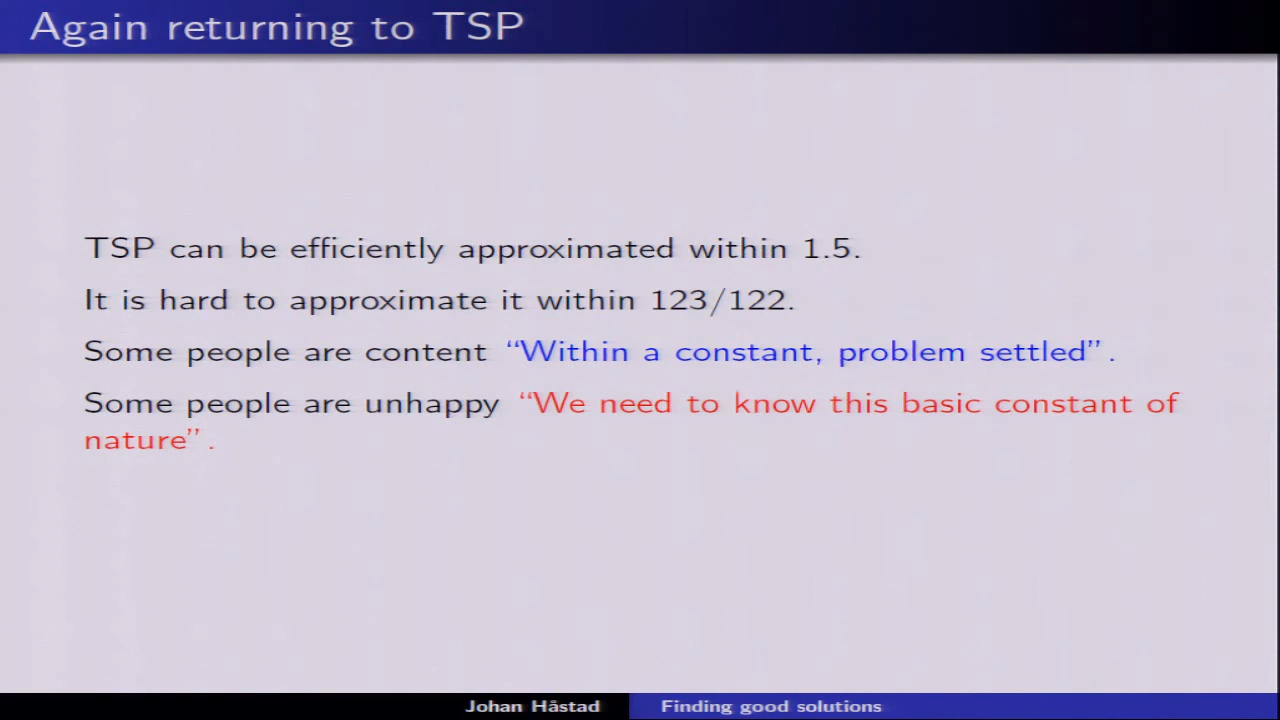 Again returning to TSP
TSP can be efficiently approximated within 1.5.
It is hard to approximate it within 123/122.
Some people are content “Within a constant, problem settled”.
Some people are unhappy “We need to know this basic constant of
nature”.
Johan Håstad
Finding good solutions